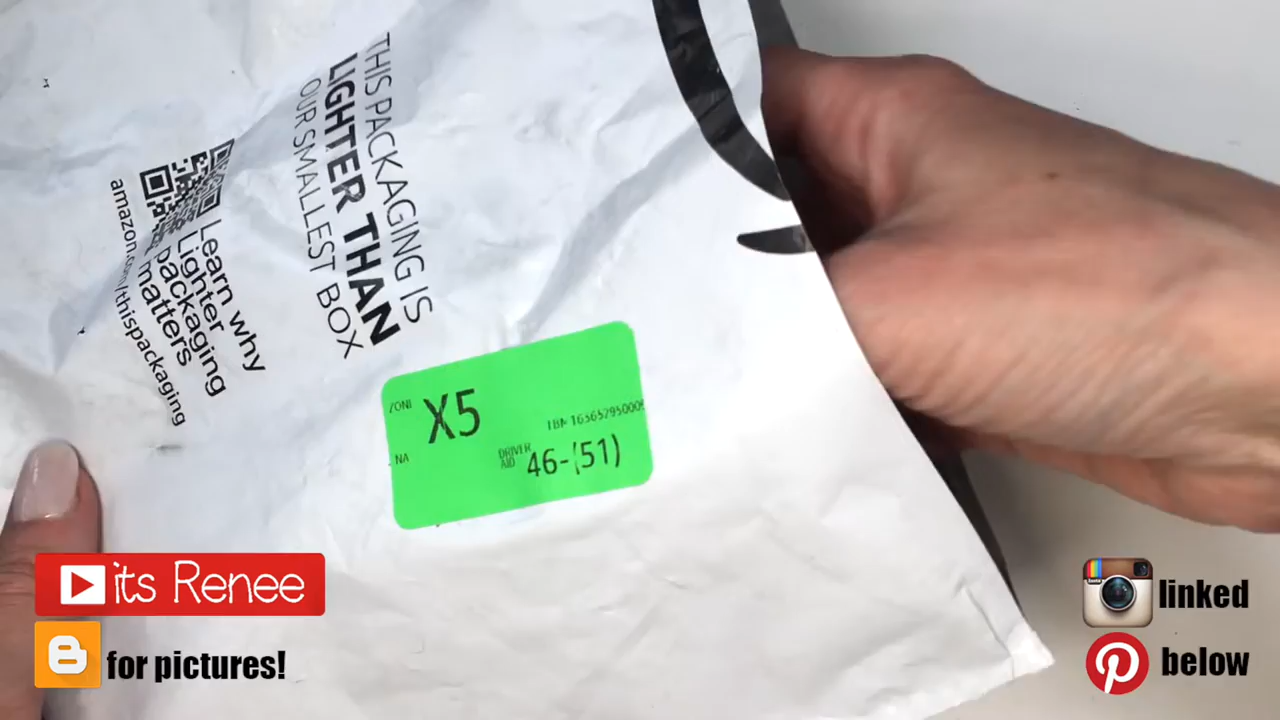 THIS PACKAGING IS
LIGHTER THAN
OUR SMALLEST BOX
Learn why
Lighter
packaging
matters
amazon.com/thispackaging
X5
DRIVER
AID
46-(51)
NA
its Renee
for pictures!
linked
below